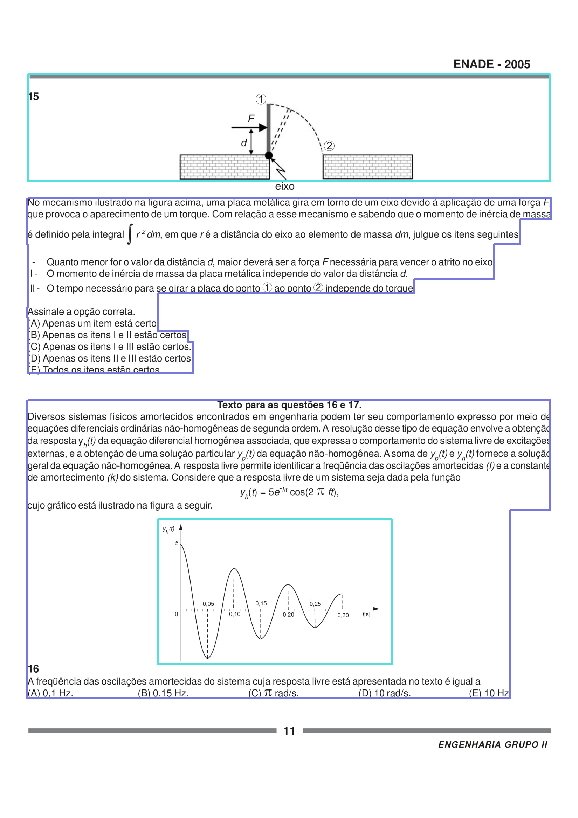 ENADE - 2005
15
1
F
d
2
eixo
No mecanismo ilustrado na figura acima, uma placa metálica gira em torno de um eixo devido à aplicação de uma força F,
que provoca o aparecimento de um torque. Com relação a esse mecanismo e sabendo que o momento de inércia de massa
é definido pela integral ∫ r² dm, em que r é a distância do eixo ao elemento de massa dm, julgue os itens seguintes.
- Quanto menor for o valor da distância d, maior deverá ser a força F necessária para vencer o atrito no eixo.
I - O momento de inércia de massa da placa metálica independe do valor da distância d.
II - O tempo necessário para se girar a placa do ponto ① ao ponto ② independe do torque.
Assinale a opção correta.
(A) Apenas um item está certo.
(B) Apenas os itens I e II estão certos.
(C) Apenas os itens I e III estão certos.
(D) Apenas os itens II e III estão certos.
(E) Todos os itens estão certos.
Texto para as questões 16 e 17.
Diversos sistemas físicos amortecidos encontrados em engenharia podem ter seu comportamento expresso por meio de
equações diferenciais ordinárias não-homogêneas de segunda ordem. A resolução desse tipo de equação envolve a obtenção
da resposta yh(t) da equação diferencial homogênea associada, que expressa o comportamento do sistema livre de excitações
externas, e a obtenção de uma solução particular yp(t) da equação não-homogênea. A soma de yp(t) e yh(t) fornece a solução
geral da equação não-homogênea. A resposta livre permite identificar a freqüência das oscilações amortecidas (f) e a constante
de amortecimento (k) do sistema. Considere que a resposta livre de um sistema seja dada pela função
yh(t) = 5e^-kt cos(2 π ft),
cujo gráfico está ilustrado na figura a seguir.
yh(t)
5
0,05
0,15
0,25
0
0,10
0,20
0,30
t(s)
16
A freqüência das oscilações amortecidas do sistema cuja resposta livre está apresentada no texto é igual a
(A) 0,1 Hz. (B) 0,15 Hz. (C) π rad/s. (D) 10 rad/s. (E) 10 Hz
11
ENGENHARIA GRUPO II